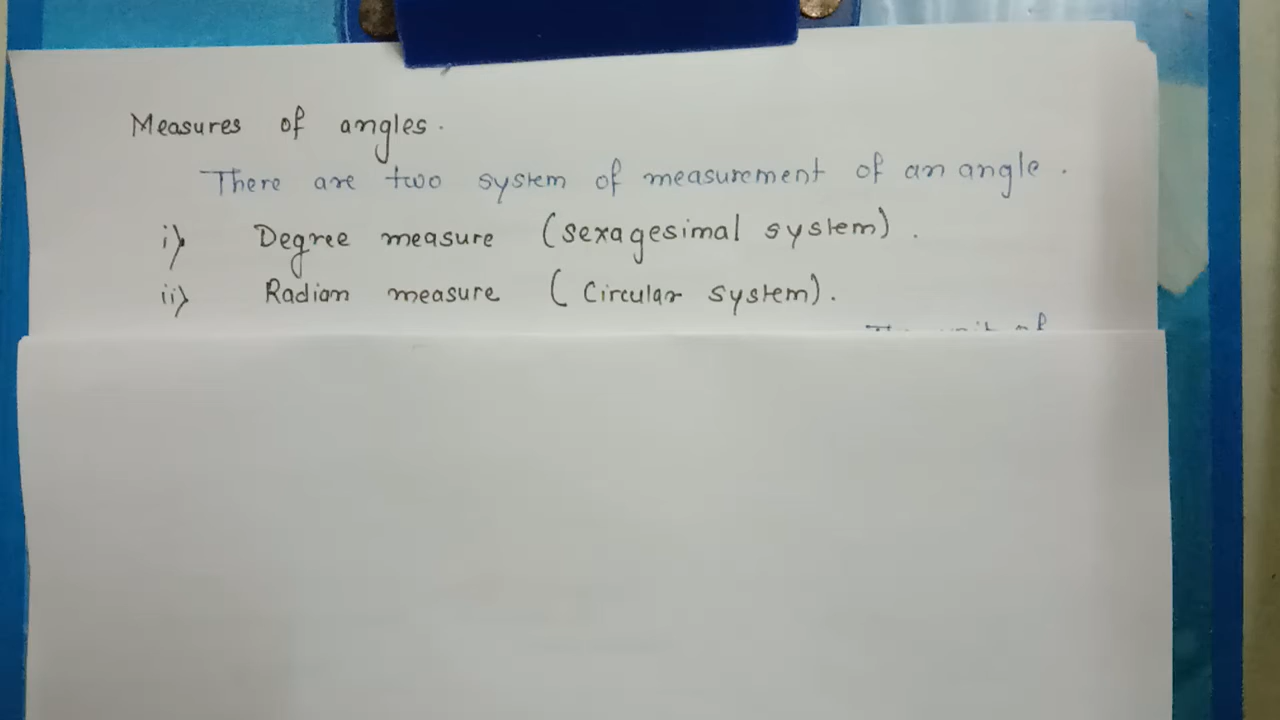 Measures of angles.
There are two system of measurement of an angle.
i) Degree measure (sexagesimal system).
ii) Radian measure (Circular system).